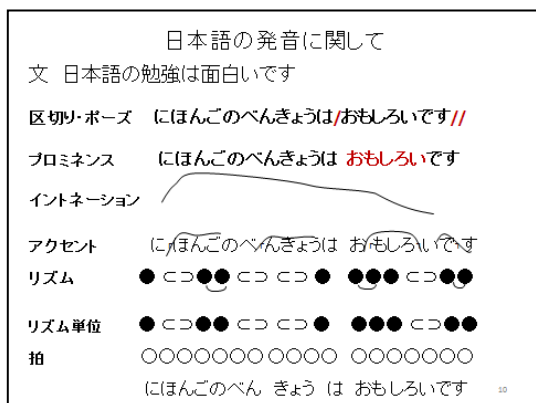 日本語の発音に関して
文 日本語の勉強は面白いです
区切り・ポーズ にほんごのべんきょうは/おもしろいです//
プロミネンス にほんごのべんきょうは おもしろいです
イントネーション
アクセント にほんごのべんきょうは おもしろいです
リズム ●⊂⊃●●⊂⊃⊂⊃● ●●●⊂⊃●●
リズム単位 ●⊂⊃●●⊂⊃⊂⊃● ●●●⊂⊃●●
拍 ○○○○○○○○○○○ ○○○○○○○
にほんごのべん きょう は おもしろいです
10